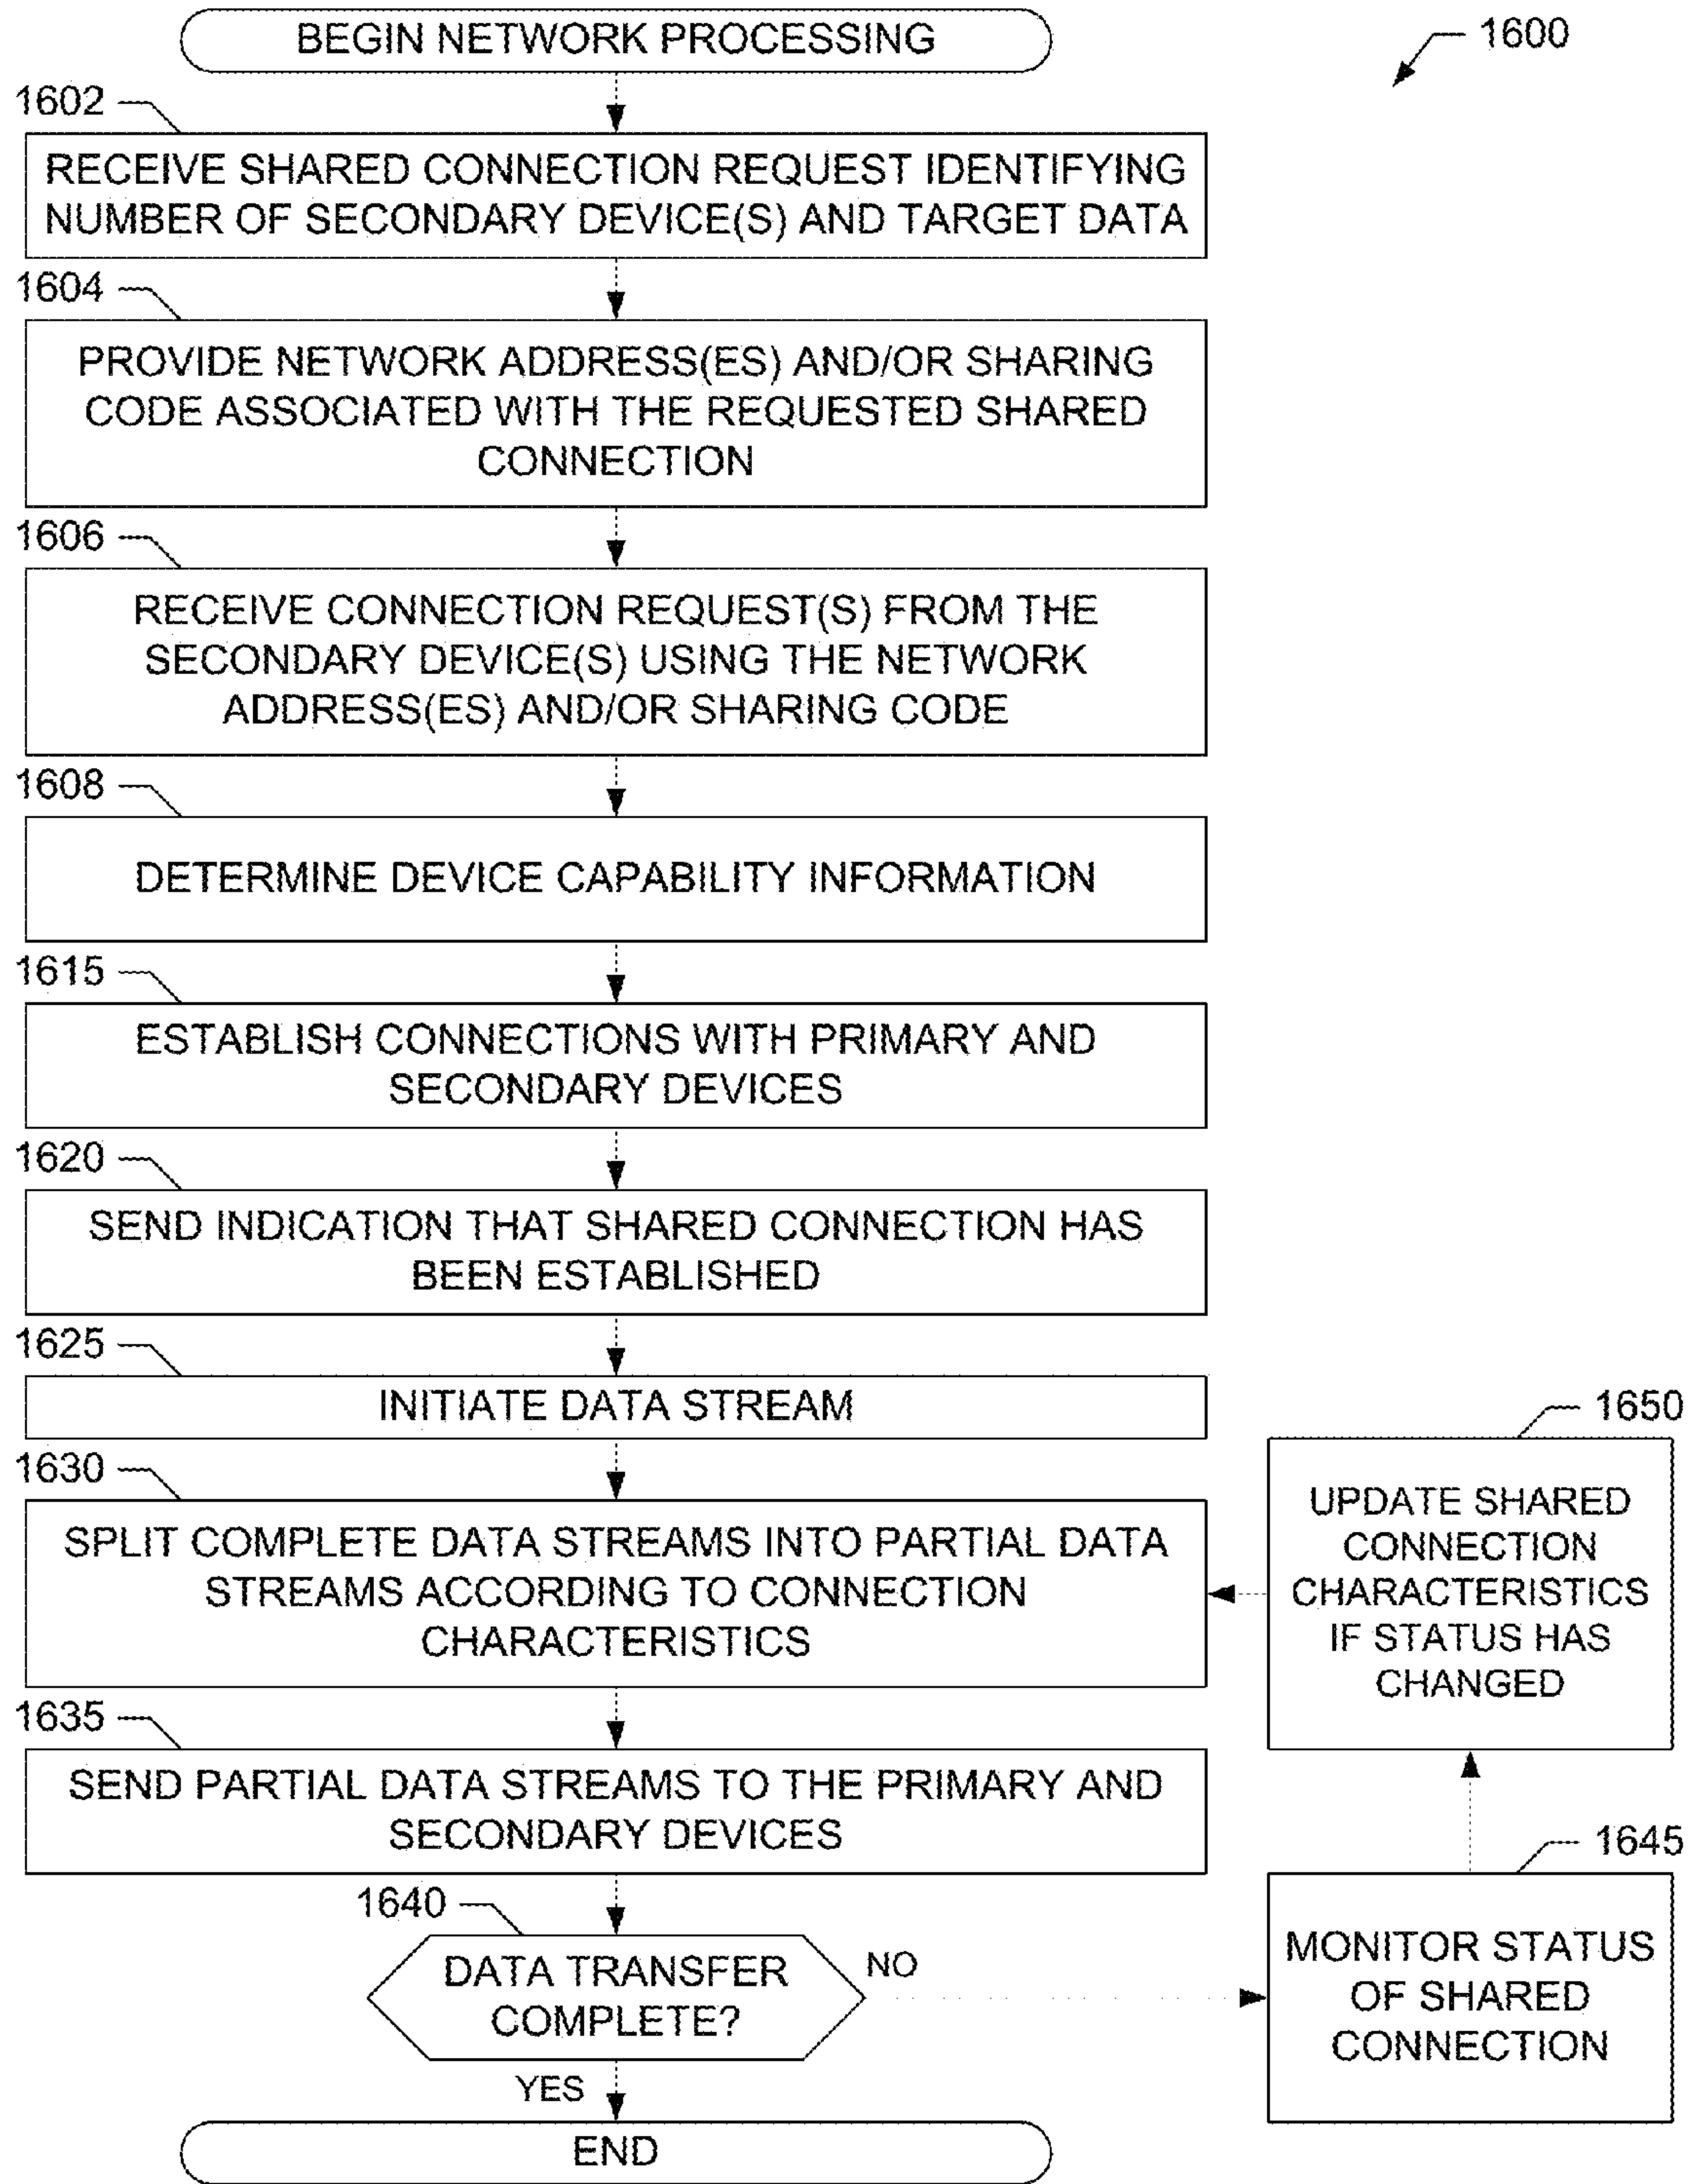 BEGIN NETWORK PROCESSING
1600
1602
RECEIVE SHARED CONNECTION REQUEST IDENTIFYING
NUMBER OF SECONDARY DEVICE(S) AND TARGET DATA
1604
PROVIDE NETWORK ADDRESS(ES) AND/OR SHARING
CODE ASSOCIATED WITH THE REQUESTED SHARED
CONNECTION
1606
RECEIVE CONNECTION REQUEST(S) FROM THE
SECONDARY DEVICE(S) USING THE NETWORK
ADDRESS(ES) AND/OR SHARING CODE
1608
DETERMINE DEVICE CAPABILITY INFORMATION
1615
ESTABLISH CONNECTIONS WITH PRIMARY AND
SECONDARY DEVICES
1620
SEND INDICATION THAT SHARED CONNECTION HAS
BEEN ESTABLISHED
1625
INITIATE DATA STREAM
1630
SPLIT COMPLETE DATA STREAMS INTO PARTIAL DATA
STREAMS ACCORDING TO CONNECTION
CHARACTERISTICS
1635
SEND PARTIAL DATA STREAMS TO THE PRIMARY AND
SECONDARY DEVICES
1640
DATA TRANSFER
COMPLETE?
NO
YES
END
1650
UPDATE SHARED
CONNECTION
CHARACTERISTICS
IF STATUS HAS
CHANGED
1645
MONITOR STATUS
OF SHARED
CONNECTION